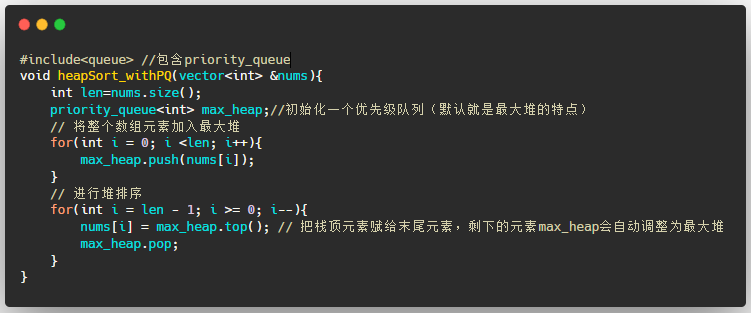 #include<queue> //包含priority_queue
void heapSort_withPQ(vector<int> &nums){
    int len=nums.size();
    priority_queue<int> max_heap;//初始化一个优先级队列（默认就是最大堆的特点）
    // 将整个数组元素加入最大堆
    for(int i = 0; i <len; i++){
        max_heap.push(nums[i]);
    }
    // 进行堆排序
    for(int i = len - 1; i >= 0; i--){
        nums[i] = max_heap.top(); // 把栈顶元素赋给末尾元素，剩下的元素max_heap会自动调整为最大堆
        max_heap.pop;
    }
}